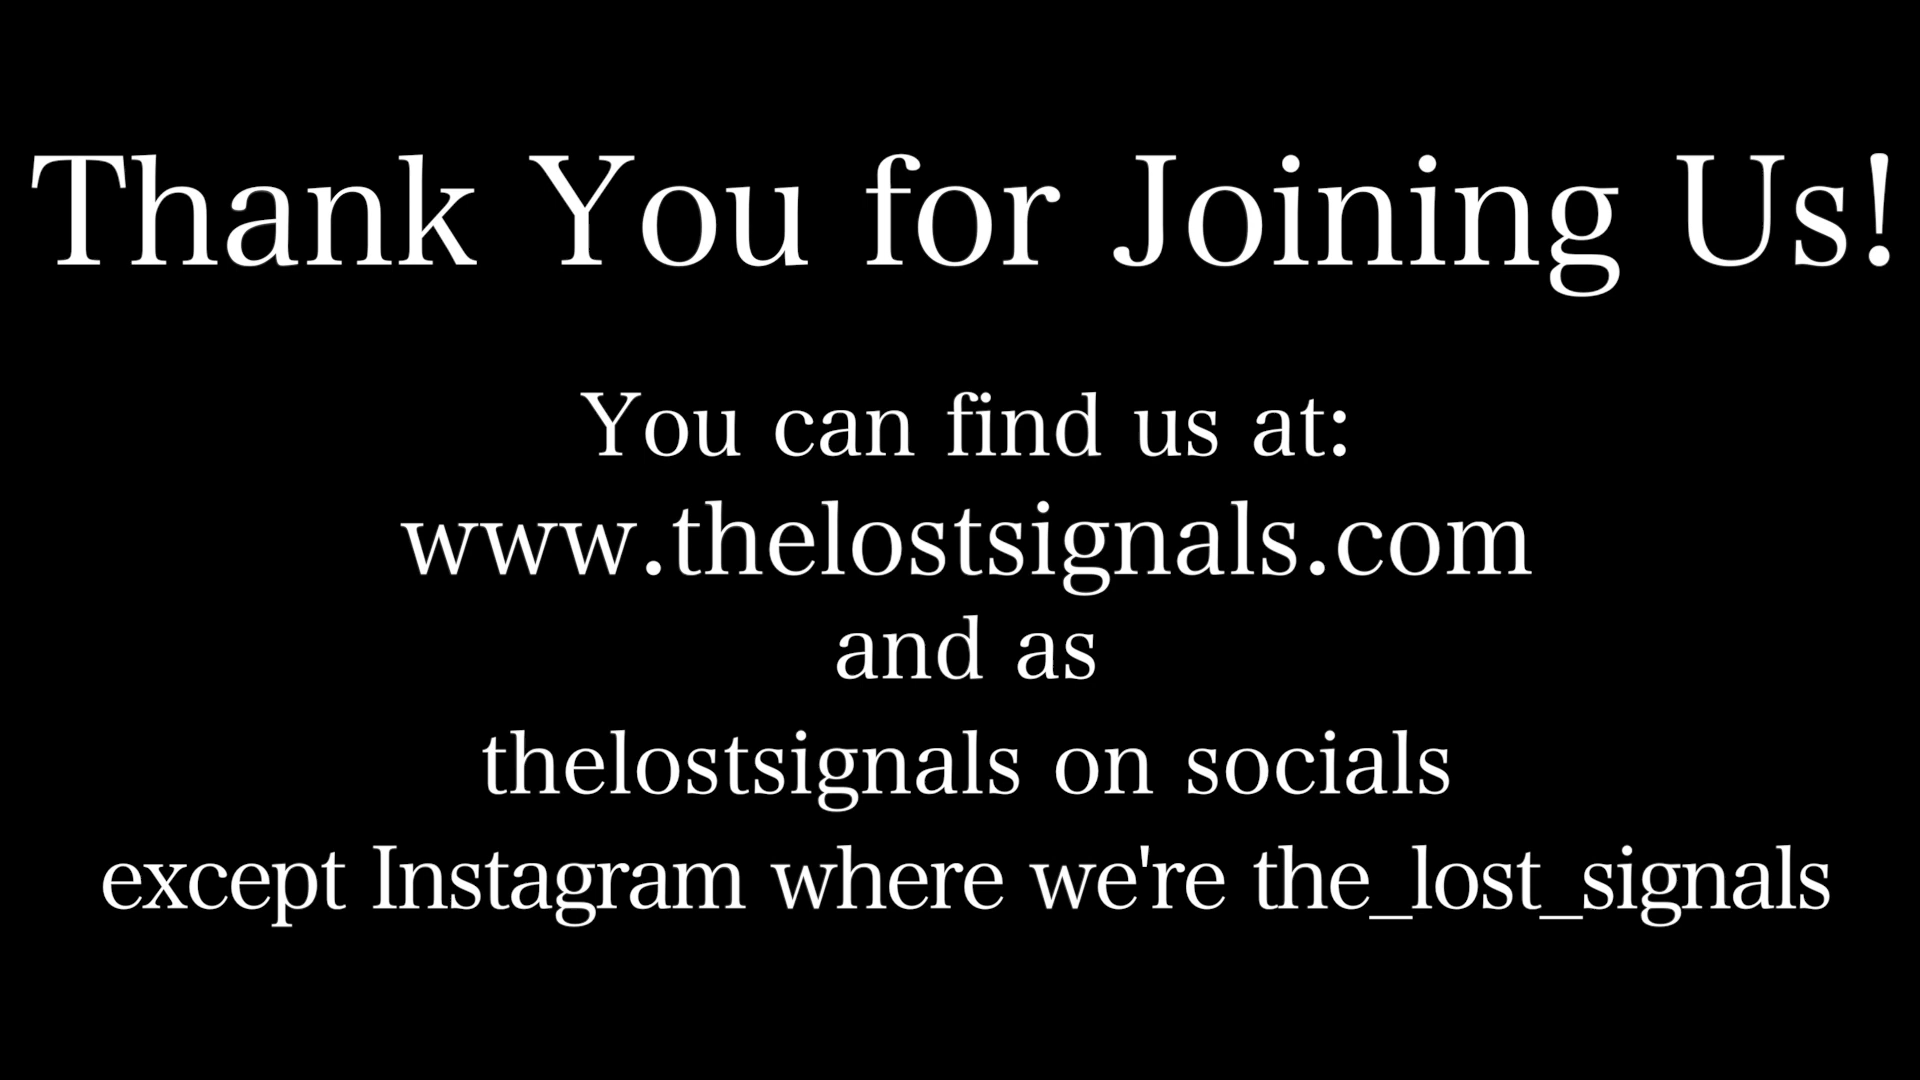 Thank You for Joining Us!
You can find us at:
www.thelostsignals.com
and as
thelostsignals on socials
except Instagram where we're the_lost_signals